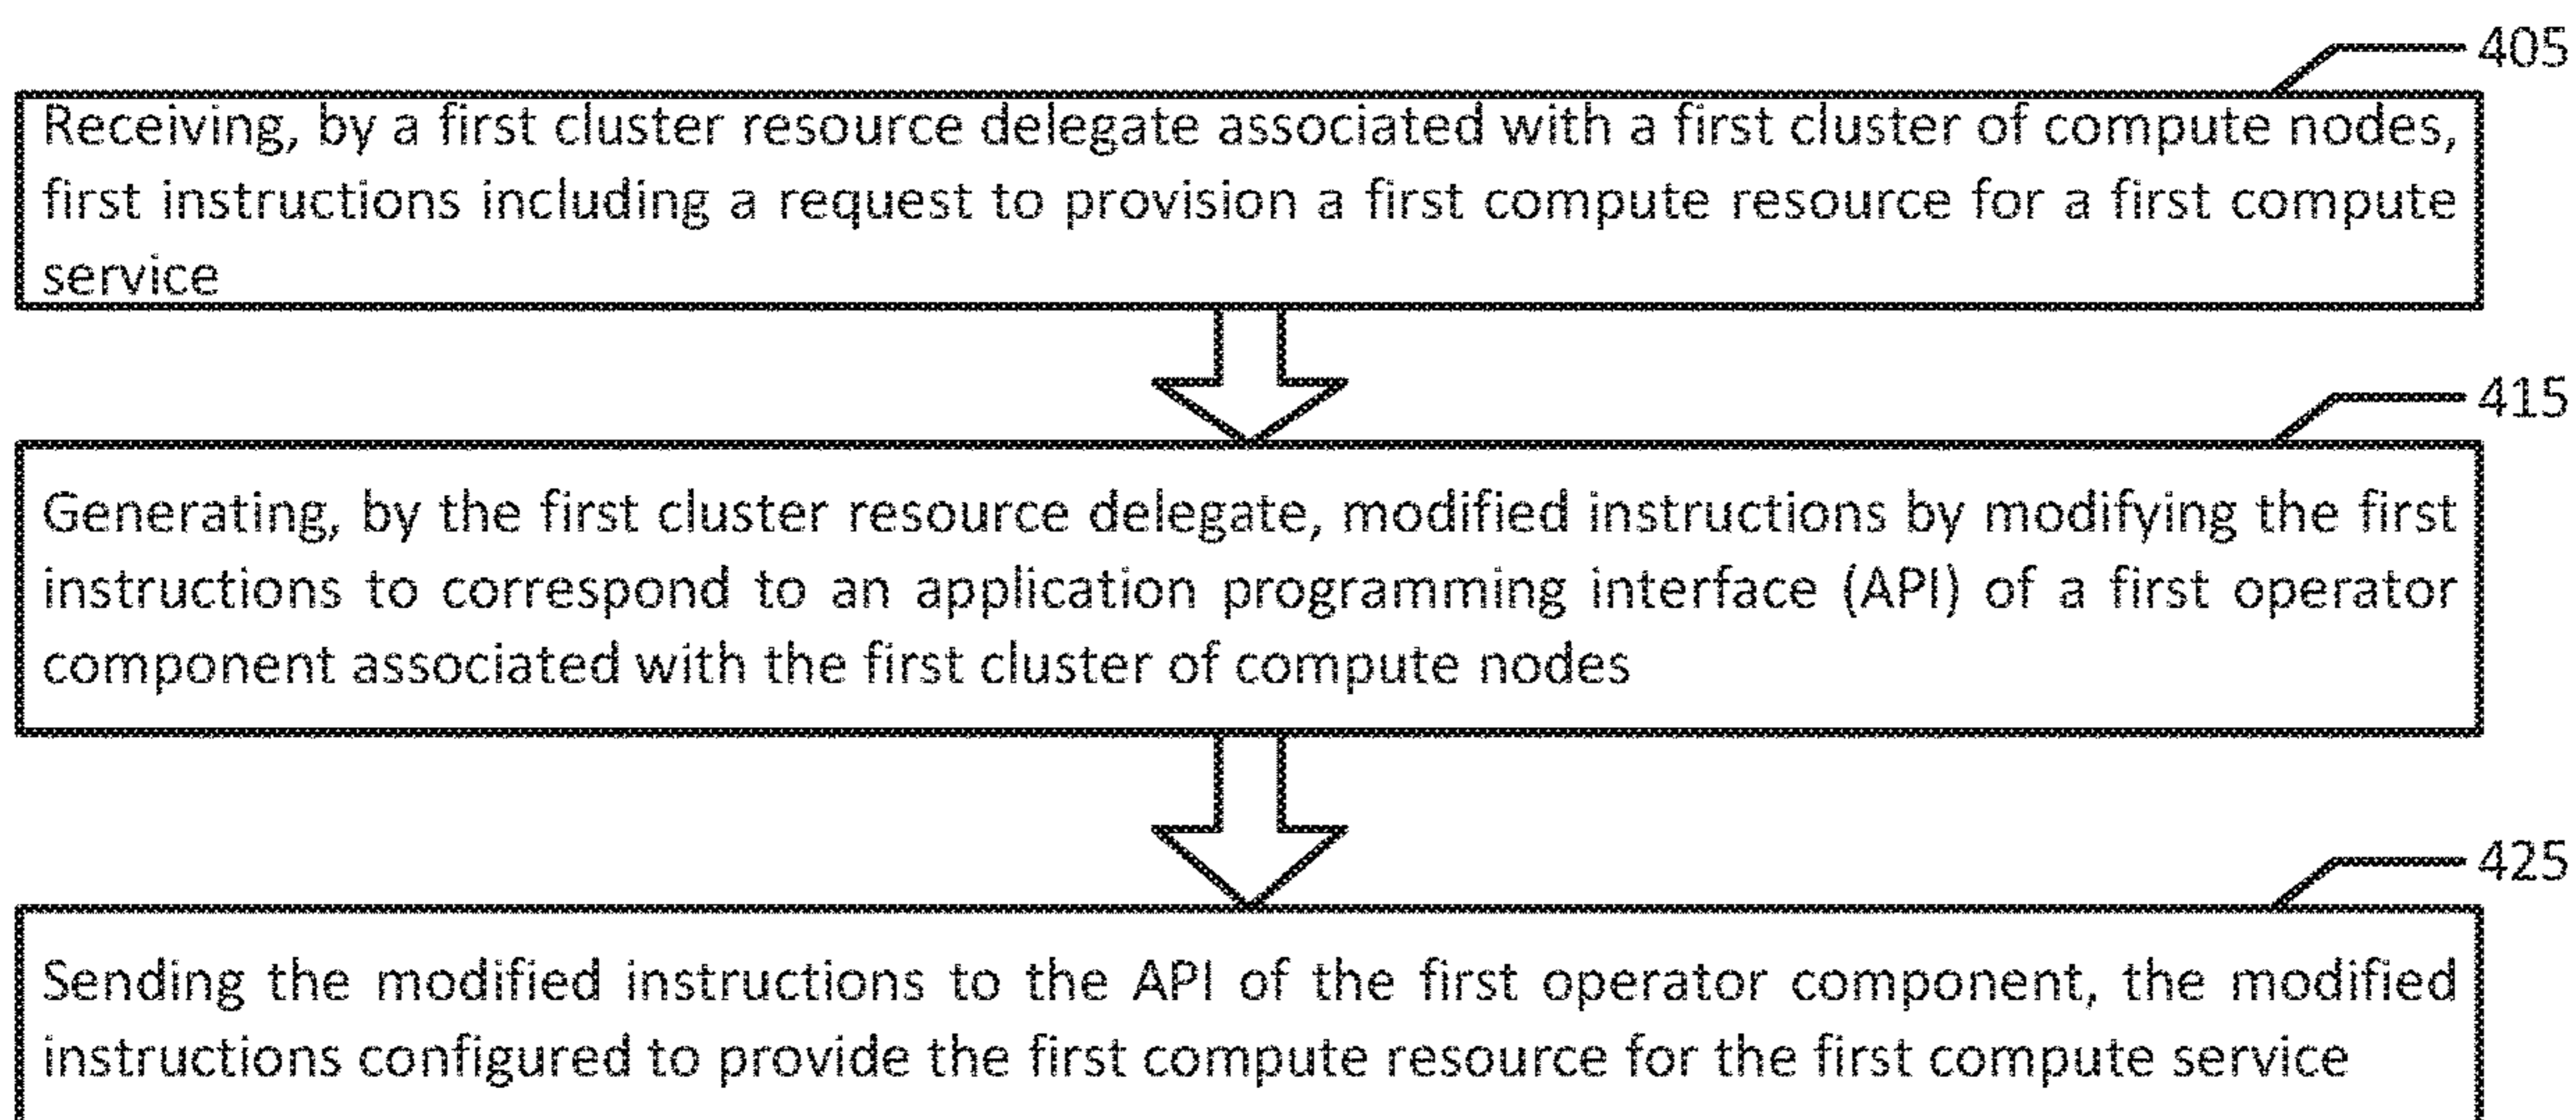 405
Receiving, by a first cluster resource delegate associated with a first cluster of compute nodes,
first instructions including a request to provision a first compute resource for a first compute
service
415
Generating, by the first cluster resource delegate, modified instructions by modifying the first
instructions to correspond to an application programming interface (API) of a first operator
component associated with the first cluster of compute nodes
425
Sending the modified instructions to the API of the first operator component, the modified
instructions configured to provide the first compute resource for the first compute service